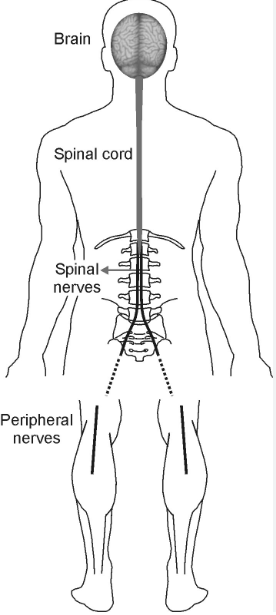 Brain
Spinal cord
Spinal
nerves
Peripheral
nerves